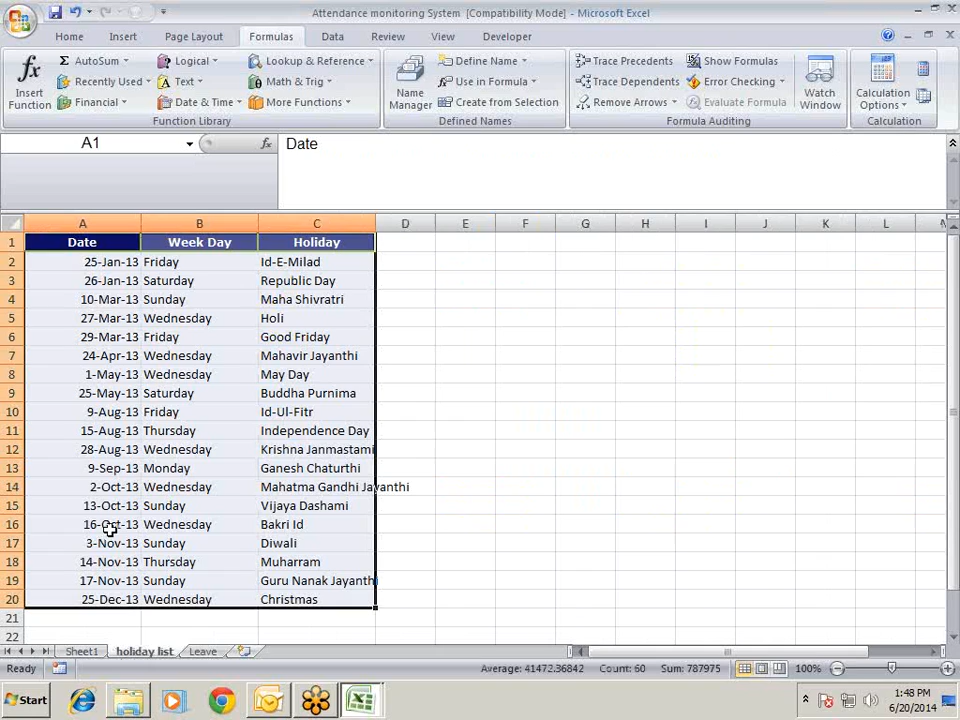 Attendance monitoring System [Compatibility Mode] - Microsoft Excel
Home Insert Page Layout Formulas Data Review View Developer
fx Insert Function
Σ AutoSum Logical Lookup & Reference
Recently Used Text Math & Trig
Financial Date & Time More Functions
Function Library
Name Manager
Define Name
Use in Formula
Create from Selection
Defined Names
Trace Precedents Show Formulas
Trace Dependents Error Checking
Remove Arrows Evaluate Formula
Formula Auditing
Watch Window
Calculation Options
Calculation
A1 fx Date
A B C D E F G H I J K L
1 Date Week Day Holiday
2 25-Jan-13 Friday Id-E-Milad
3 26-Jan-13 Saturday Republic Day
4 10-Mar-13 Sunday Maha Shivratri
5 27-Mar-13 Wednesday Holi
6 29-Mar-13 Friday Good Friday
7 24-Apr-13 Wednesday Mahavir Jayanthi
8 1-May-13 Wednesday May Day
9 25-May-13 Saturday Buddha Purnima
10 9-Aug-13 Friday Id-Ul-Fitr
11 15-Aug-13 Thursday Independence Day
12 28-Aug-13 Wednesday Krishna Janmastami
13 9-Sep-13 Monday Ganesh Chaturthi
14 2-Oct-13 Wednesday Mahatma Gandhi Jayanthi
15 13-Oct-13 Sunday Vijaya Dashami
16 16-Oct-13 Wednesday Bakri Id
17 3-Nov-13 Sunday Diwali
18 14-Nov-13 Thursday Muharram
19 17-Nov-13 Sunday Guru Nanak Jayanthi
20 25-Dec-13 Wednesday Christmas
21
22
Sheet1 holiday list Leave
Ready Average: 41472.36842 Count: 60 Sum: 787975 100%
Start 1:48 PM
6/20/2014